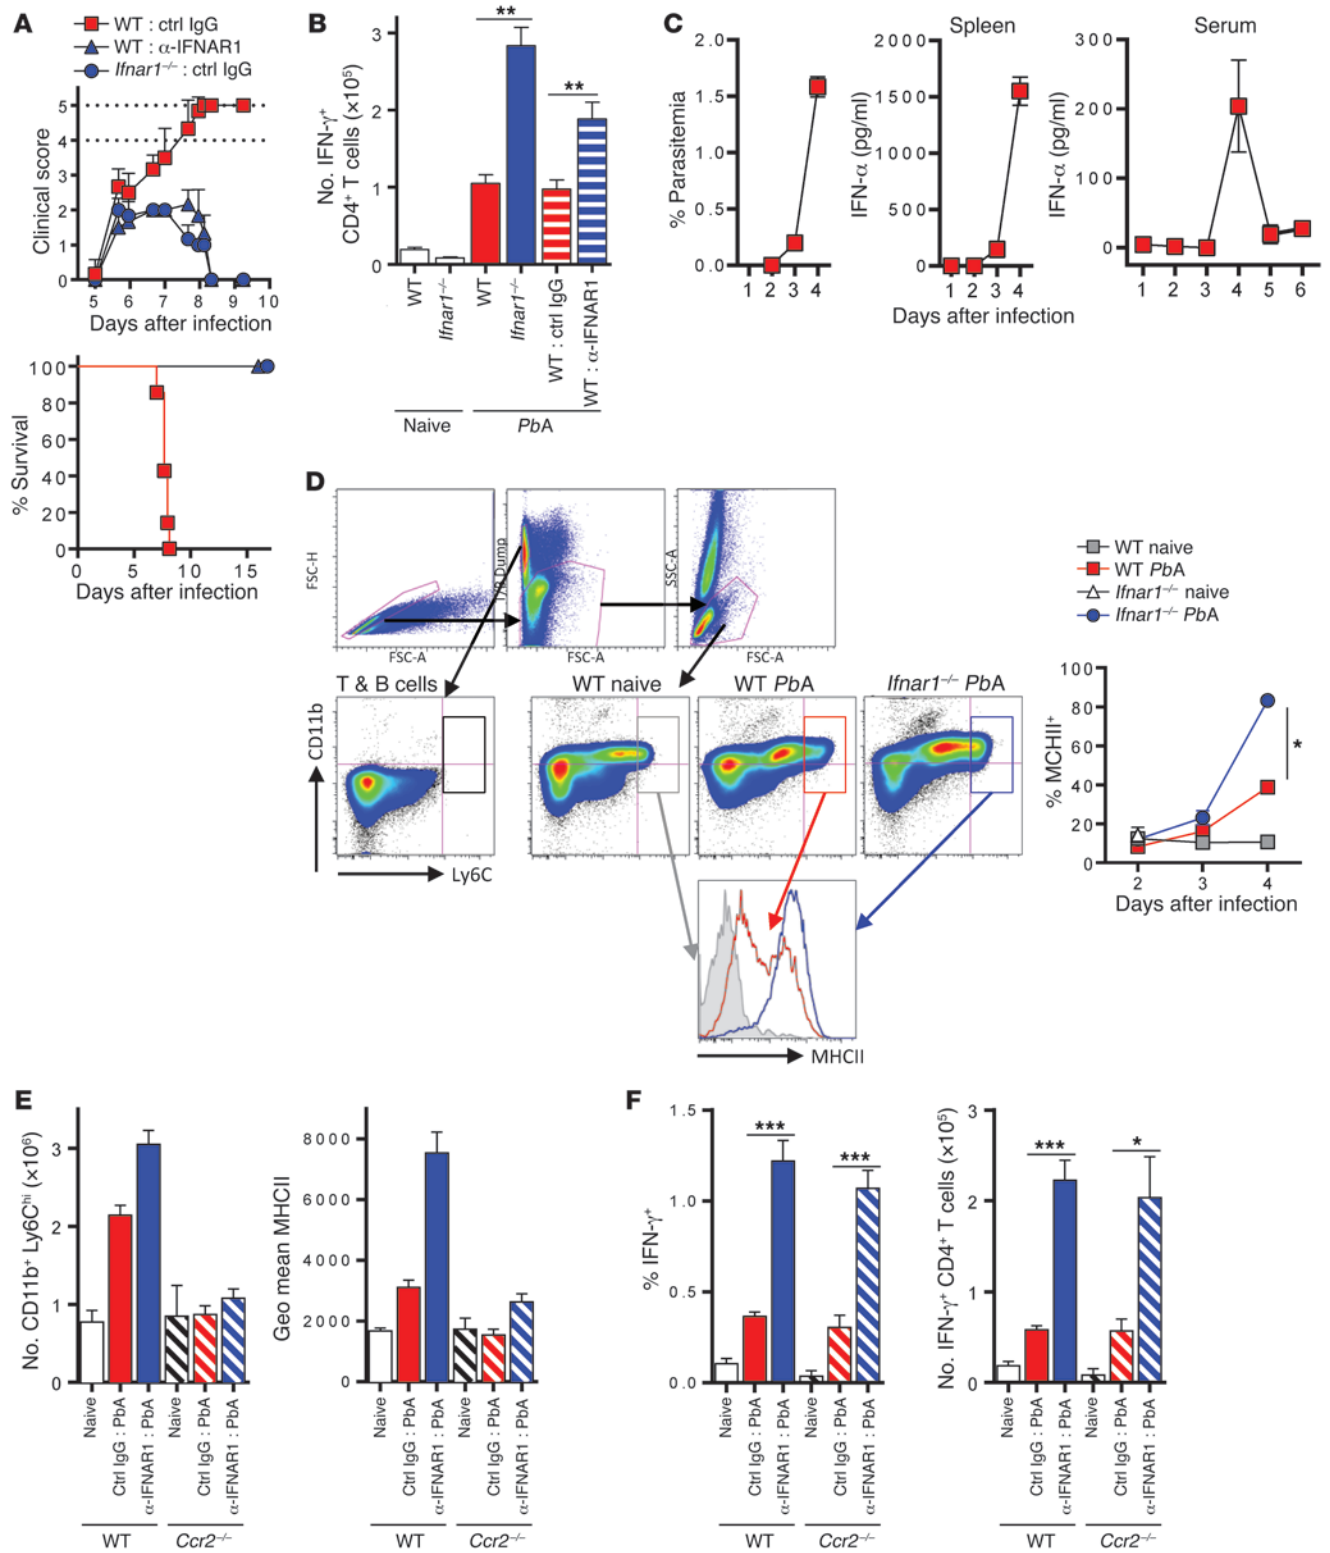 A
WT : ctrl IgG
WT : α-IFNAR1
Ifnar1–/– : ctrl IgG
Clinical score
5
4
3
2
1
0
5 6 7 8 9 10
Days after infection
% Survival
100
80
60
40
20
0
0 5 10 15
Days after infection
B
No. IFN-γ+
CD4+ T cells (×10⁵)
3
2
1
0
**
**
WT
Ifnar1–/–
WT
Ifnar1–/–
WT : ctrl IgG
WT : α-IFNAR1
Naive
PbA
C
% Parasitemia
2.0
1.5
1.0
0.5
0.0
1 2 3 4
Spleen
IFN-α (pg/ml)
2000
1500
1000
500
0
1 2 3 4
Days after infection
Serum
IFN-α (pg/ml)
300
200
100
0
1 2 3 4 5 6
D
FSC-H
FSC-A
Dump
FSC-A
SSC-A
FSC-A
T & B cells
WT naive
WT PbA
Ifnar1–/– PbA
CD11b
Ly6C
MHCII
WT naive
WT PbA
Ifnar1–/– naive
Ifnar1–/– PbA
% MCHII+
100
80
60
40
20
0
*
2 3 4
Days after infection
E
No. CD11b+ Ly6Chi (×10⁶)
3
2
1
0
Naive
Ctrl IgG : PbA
α-IFNAR1 : PbA
Naive
Ctrl IgG : PbA
α-IFNAR1 : PbA
WT
Ccr2–/–
Geo mean MHCII
8000
6000
4000
2000
0
Naive
Ctrl IgG : PbA
α-IFNAR1 : PbA
Naive
Ctrl IgG : PbA
α-IFNAR1 : PbA
WT
Ccr2–/–
F
% IFN-γ+
1.5
1.0
0.5
0.0
***
***
Naive
Ctrl IgG : PbA
α-IFNAR1 : PbA
Naive
Ctrl IgG : PbA
α-IFNAR1 : PbA
WT
Ccr2–/–
No. IFN-γ+ CD4+ T cells (×10⁵)
3
2
1
0
***
*
Naive
Ctrl IgG : PbA
α-IFNAR1 : PbA
Naive
Ctrl IgG : PbA
α-IFNAR1 : PbA
WT
Ccr2–/–